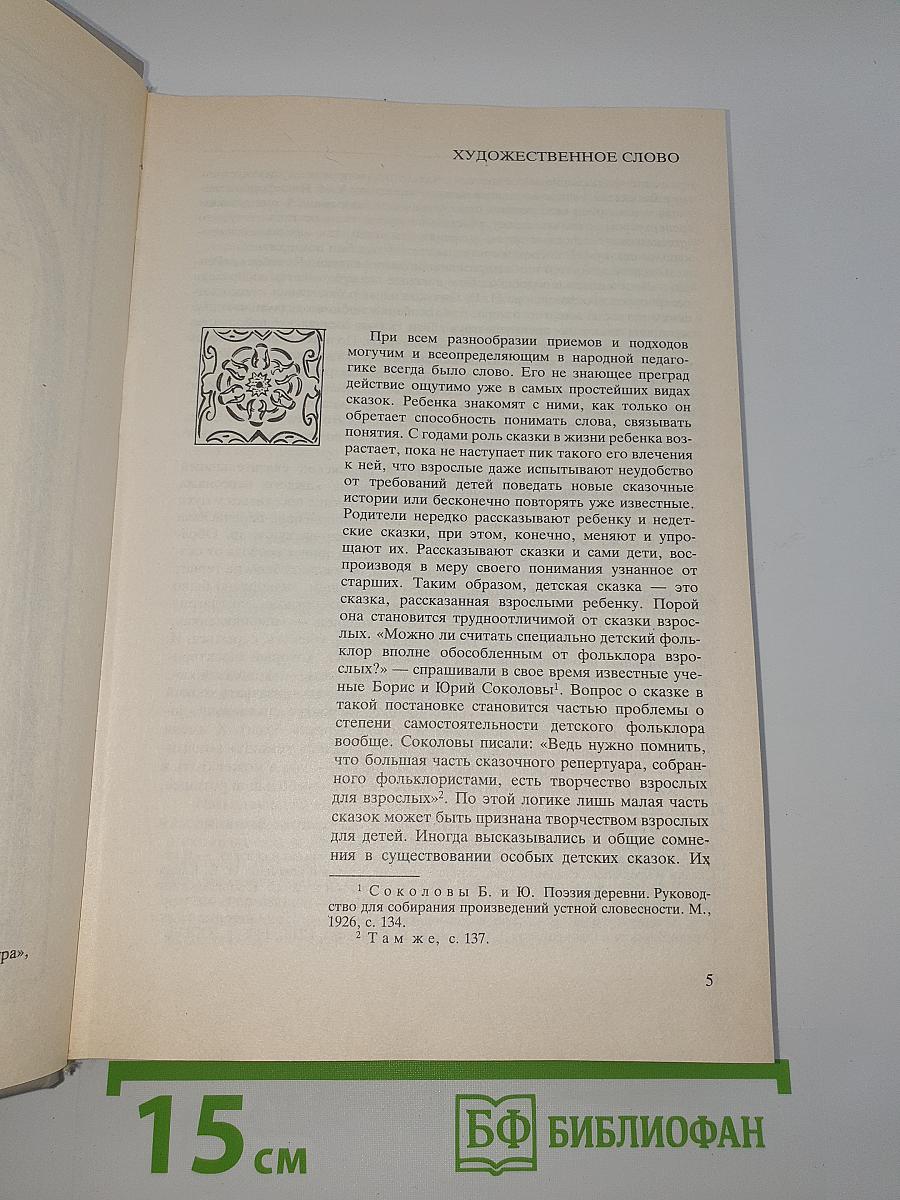 ХУДОЖЕСТВЕННОЕ СЛОВО
При всем разнообразии приемов и подходов
могучим и всеопределяющим в народной педаго-
гике всегда было слово. Его не знающее преград
действие ощутимо уже в самых простейших видах
сказок. Ребенка знакомят с ними, как только он
обретает способность понимать слова, связывать
понятия. С годами роль сказки в жизни ребенка воз-
растает, пока не наступает пик такого его влечения
к ней, что взрослые даже испытывают неудобство
от требований детей поведать новые сказочные
истории или бесконечно повторять уже известные.
Родители нередко рассказывают ребенку и недет-
ские сказки, при этом, конечно, меняют и упро-
щают их. Рассказывают сказки и сами дети, вос-
производя в меру своего понимания узнанное от
старших. Таким образом, детская сказка — это
сказка, рассказанная взрослыми ребенку. Порой
она становится трудноотличимой от сказки взрос-
лых. «Можно ли считать специально детский фоль-
клор вполне обособленным от фольклора взро-
слых?» — спрашивали в свое время известные уче-
ные Борис и Юрий Соколовы¹. Вопрос о сказке в
такой постановке становится частью проблемы о
степени самостоятельности детского фольклора
вообще. Соколовы писали: «Ведь нужно помнить,
что большая часть сказочного репертуара, собран-
ного фольклористами, есть творчество взрослых
для взрослых»². По этой логике лишь малая часть
сказок может быть признана творчеством взрослых
для детей. Иногда высказывались и общие сомне-
ния в существовании особых детских сказок. Их
¹ Соколовы Б. и Ю. Поэзия деревни. Руковод-
ство для собирания произведений устной словесности. М.,
1926, с. 134.
² Там же, с. 137.
5
ра»,
15 см
БФ БИБЛИОФАН